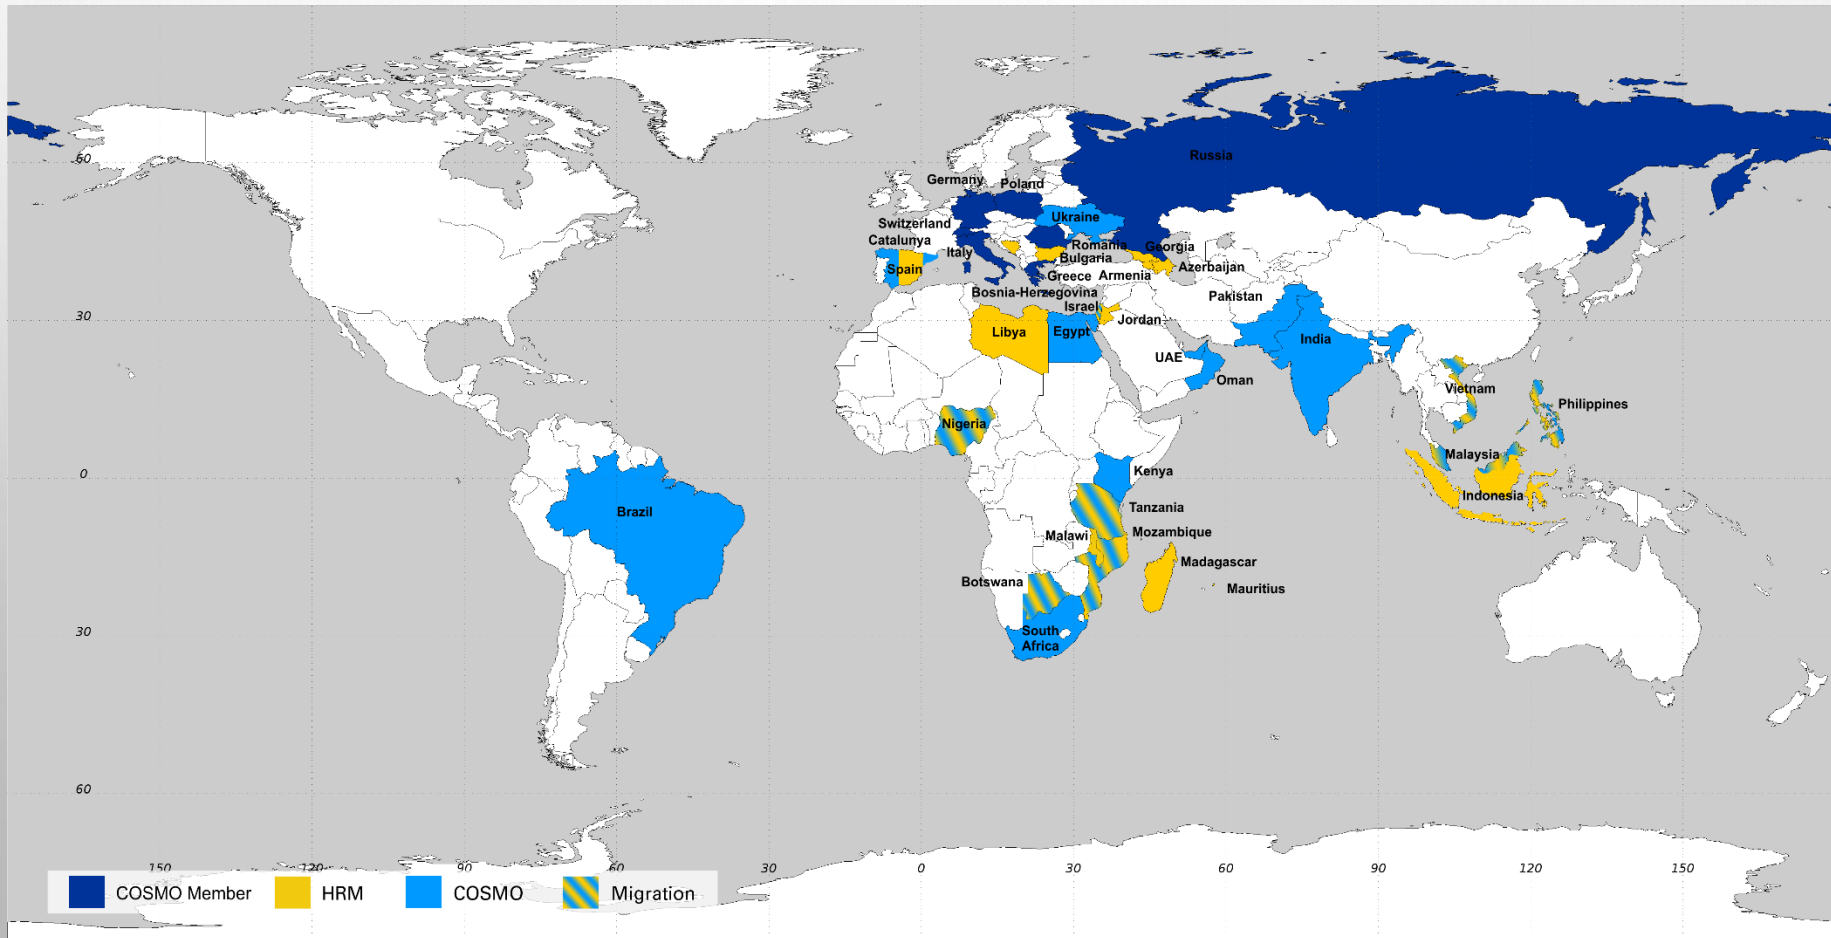 60
Russia
Germany
Poland
Ukraine
Switzerland
Catalunya
Italy
Romania
Georgia
Bulgaria
Spain
Azerbaijan
Greece
Armenia
Bosnia-Herzegovina
Pakistan
Israel
30
Jordan
Libya
Egypt
India
UAE
Oman
Vietnam
Philippines
Nigeria
Malaysia
0
Kenya
Indonesia
Brazil
Tanzania
Malawi
Mozambique
Madagascar
Botswana
Mauritius
30
South
Africa
60
150
120
90
60
30
0
30
60
90
120
150
COSMO Member
HRM
COSMO
Migration